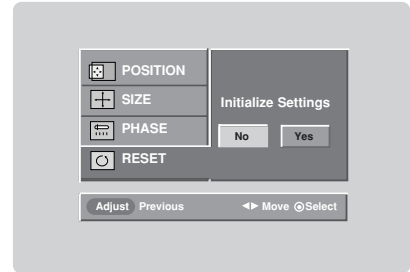 POSITION
SIZE
PHASE
RESET
Initialize Settings
No Yes
Adjust Previous ◄► Move ⊙Select